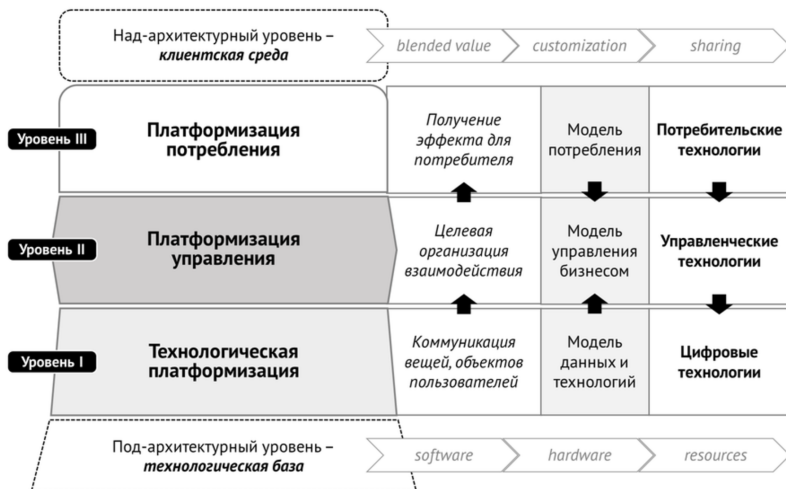 Над-архитектурный уровень –
клиентская среда
blended value
customization
sharing
Уровень III
Платформизация
потребления
Получение
эффекта для
потребителя
Модель
потребления
Потребительские
технологии
Уровень II
Платформизация
управления
Целевая
организация
взаимодействия
Модель
управления
бизнесом
Управленческие
технологии
Уровень I
Технологическая
платформизация
Коммуникация
вещей, объектов
пользователей
Модель
данных и
технологий
Цифровые
технологии
Под-архитектурный уровень –
технологическая база
software
hardware
resources